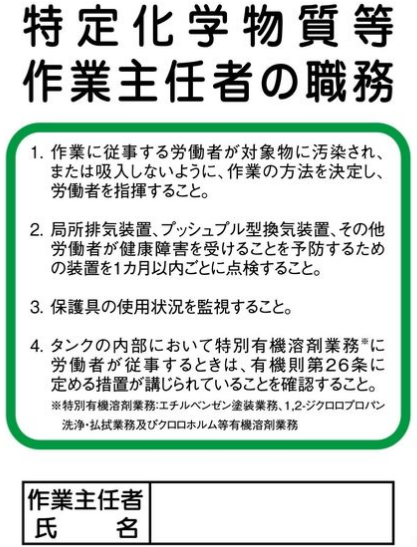 特定化学物質等
作業主任者の職務
1. 作業に従事する労働者が対象物に汚染され、
または吸入しないように、作業の方法を決定し、
労働者を指揮すること。
2. 局所排気装置、プッシュプル型換気装置、その他
労働者が健康障害を受けることを予防するため
の装置を1カ月以内ごとに点検すること。
3. 保護具の使用状況を監視すること。
4. タンクの内部において特別有機溶剤業務※に
労働者が従事するときは、有機則第26条に
定める措置が講じられていることを確認すること。
※特別有機溶剤業務:エチルベンゼン塗装業務、1,2-ジクロロプロパン
洗浄・払拭業務及びクロロホルム等有機溶剤業務
作業主任者
氏 名